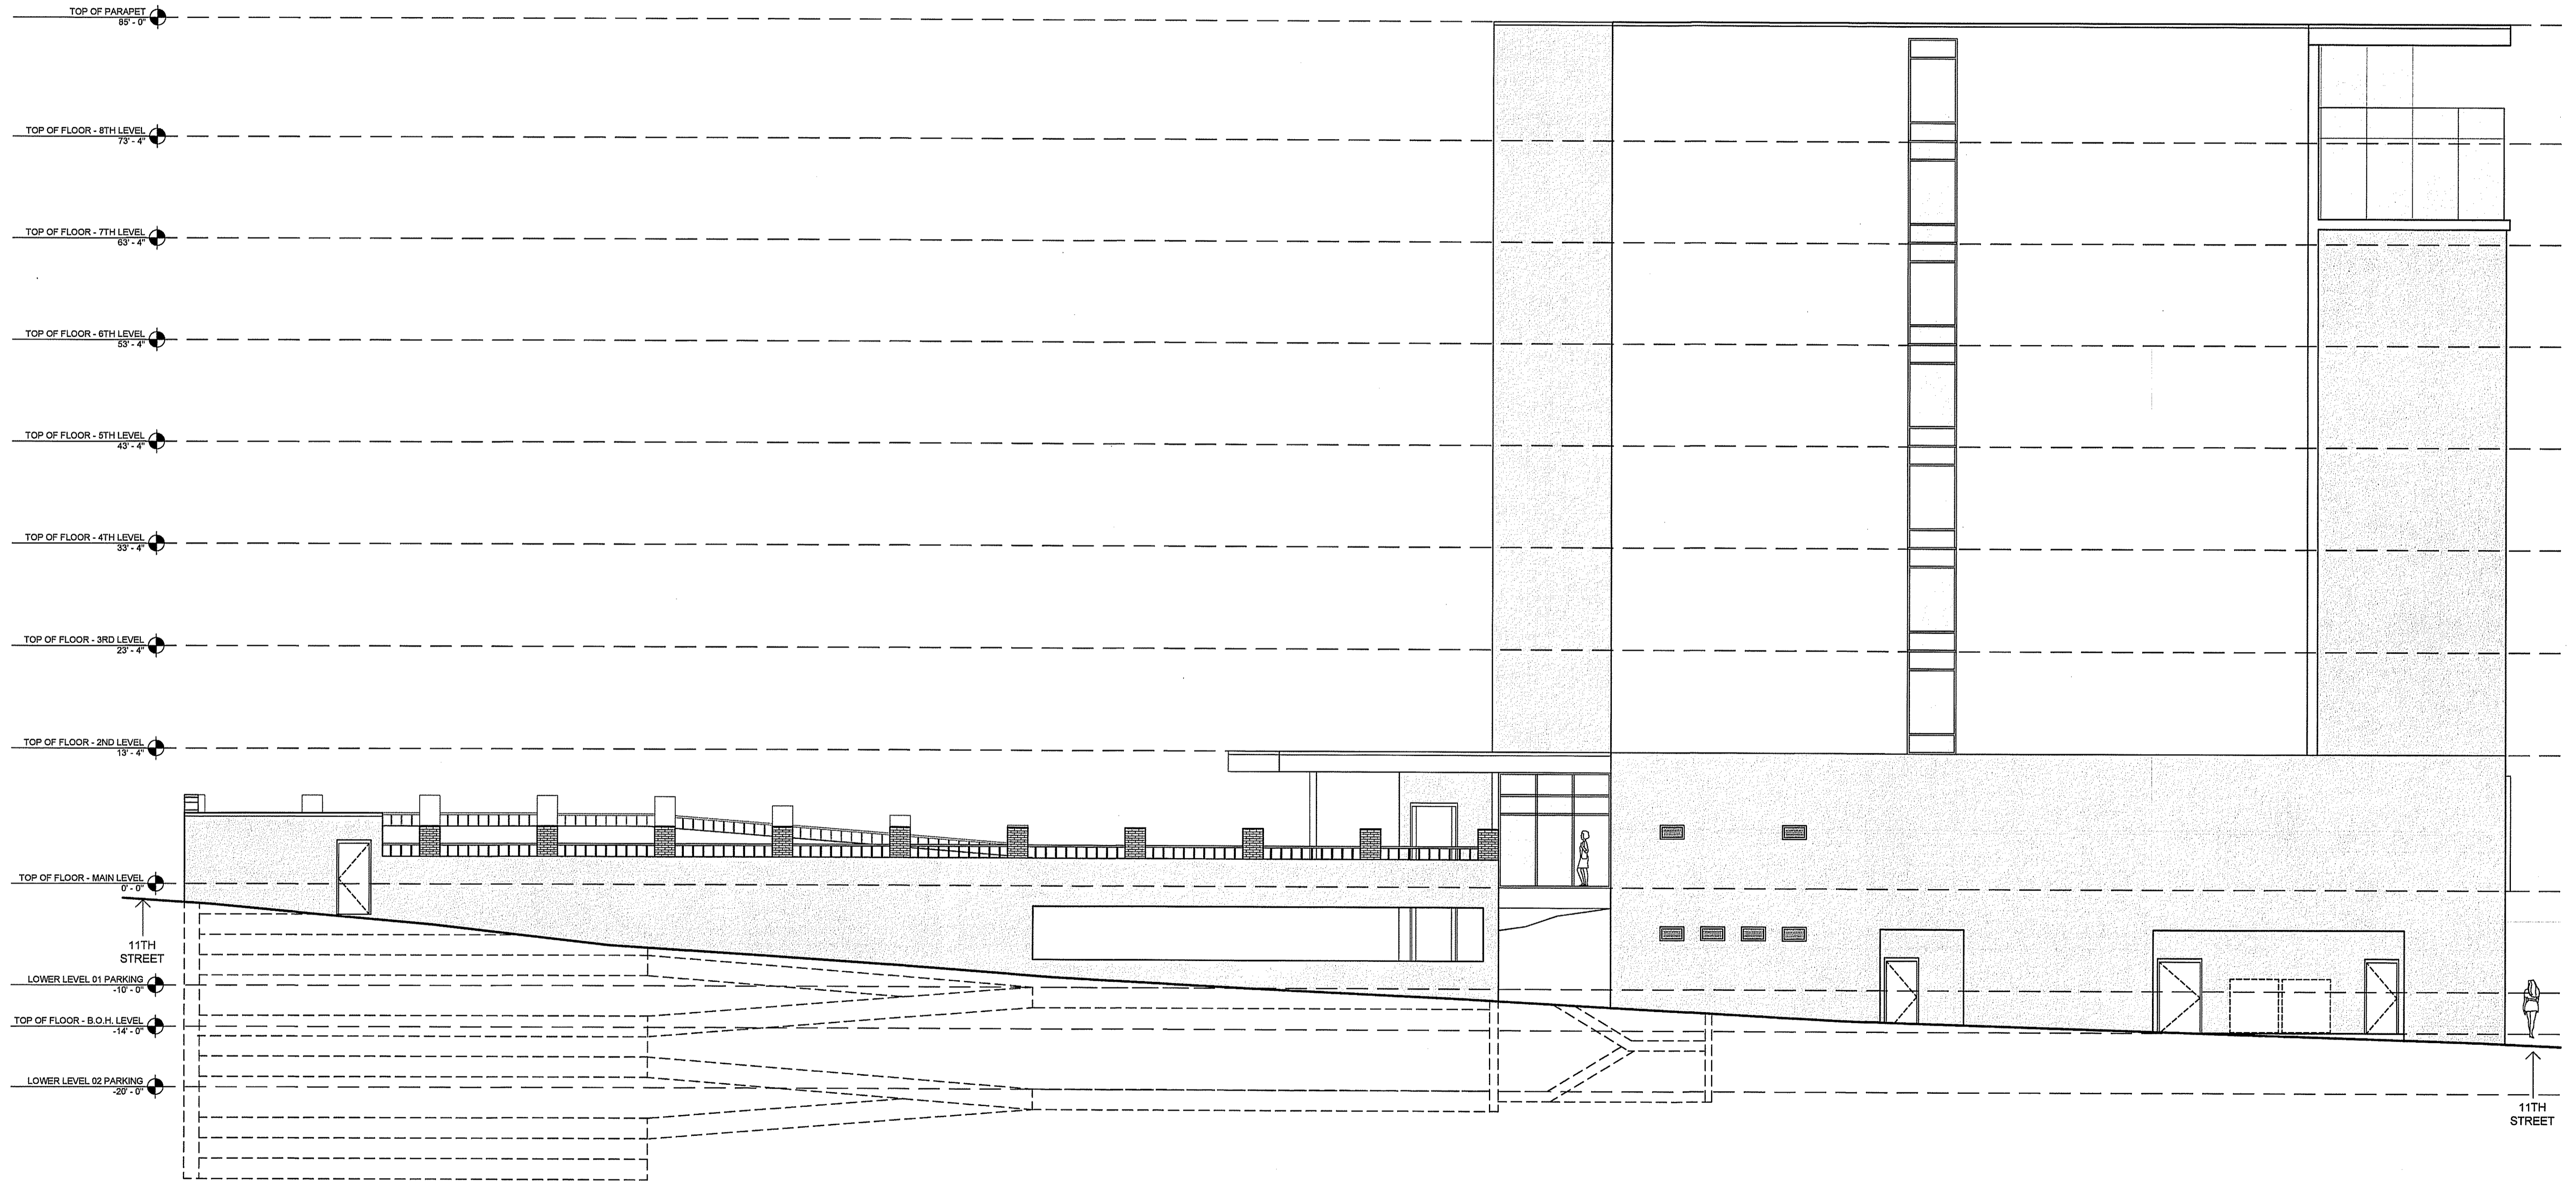 TOP OF PARAPET
85' - 0"
TOP OF FLOOR - 8TH LEVEL
73' - 4"
TOP OF FLOOR - 7TH LEVEL
63' - 4"
TOP OF FLOOR - 6TH LEVEL
53' - 4"
TOP OF FLOOR - 5TH LEVEL
43' - 4"
TOP OF FLOOR - 4TH LEVEL
33' - 4"
TOP OF FLOOR - 3RD LEVEL
23' - 4"
TOP OF FLOOR - 2ND LEVEL
13' - 4"
TOP OF FLOOR - MAIN LEVEL
0' - 0"
11TH
STREET
LOWER LEVEL 01 PARKING
-10' - 0"
TOP OF FLOOR - B.O.H. LEVEL
-14' - 0"
LOWER LEVEL 02 PARKING
-20' - 0"
11TH
STREET